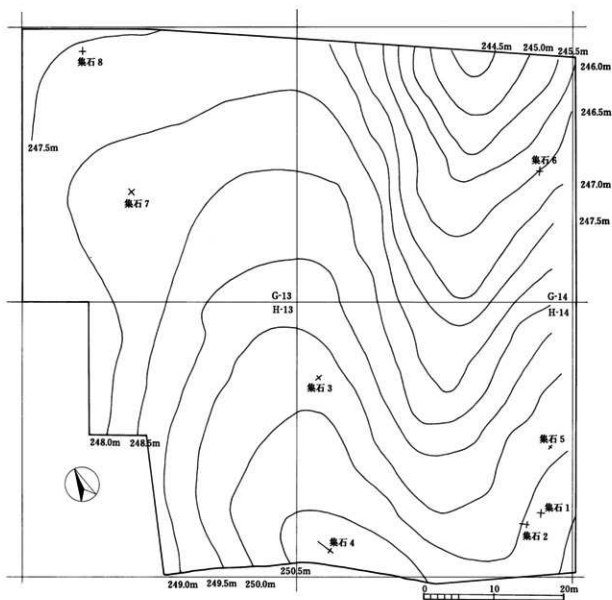 244.5m
245.0m
245.5m
246.0m
集石 8
246.5m
247.5m
集石 6
247.0m
集石 7
247.5m
G-13
G-14
H-13
H-14
集石 3
248.0m
248.5m
集石 5
集石 1
集石 2
集石 4
249.0m
249.5m
250.0m
250.5m
0
10
20m